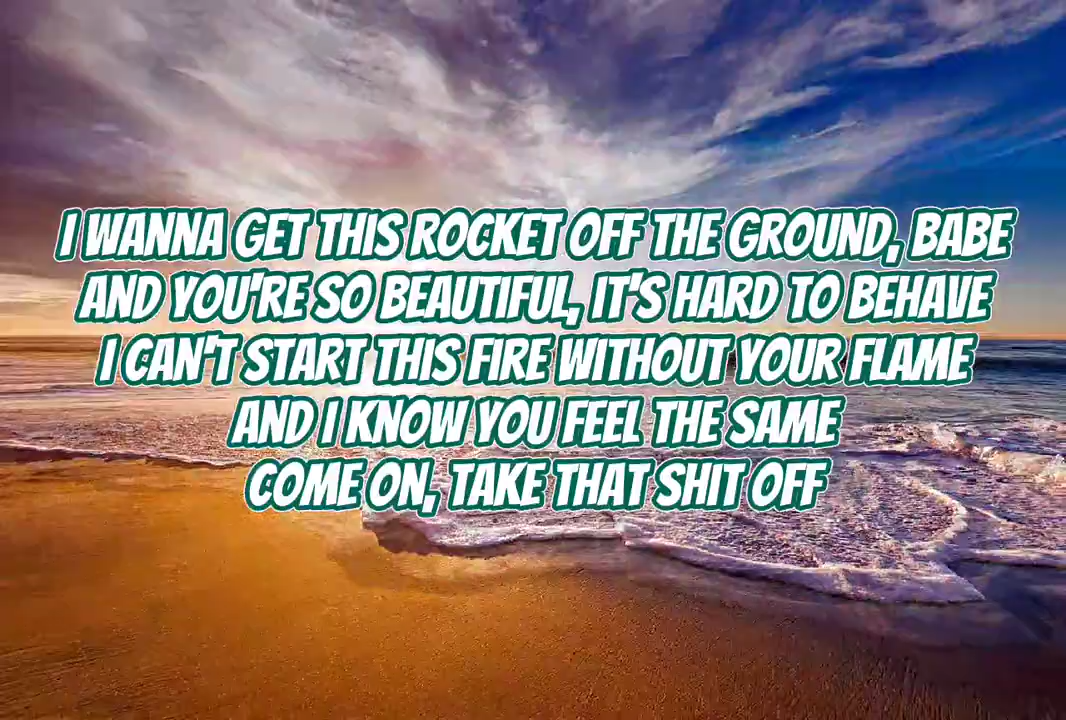 I WANNA GET THIS ROCKET OFF THE GROUND, BABE
AND YOU'RE SO BEAUTIFUL, IT'S HARD TO BEHAVE
I CAN'T START THIS FIRE WITHOUT YOUR FLAME
AND I KNOW YOU FEEL THE SAME
COME ON, TAKE THAT SHIT OFF